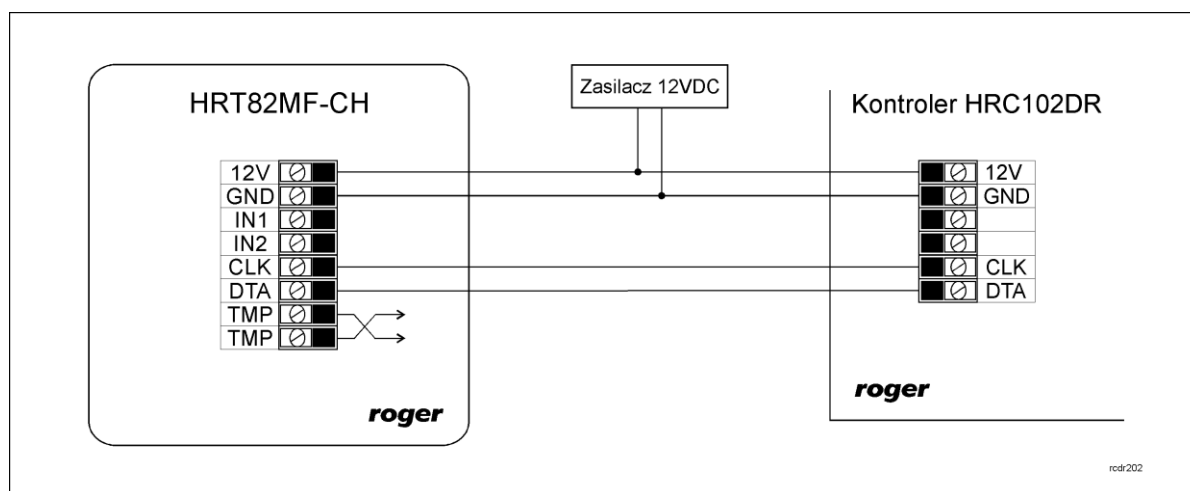 Zasilacz 12VDC
HRT82MF-CH
12V
GND
IN1
IN2
CLK
DTA
TMP
TMP
roger
Kontroler HRC102DR
12V
GND
CLK
DTA
roger
rcdr202